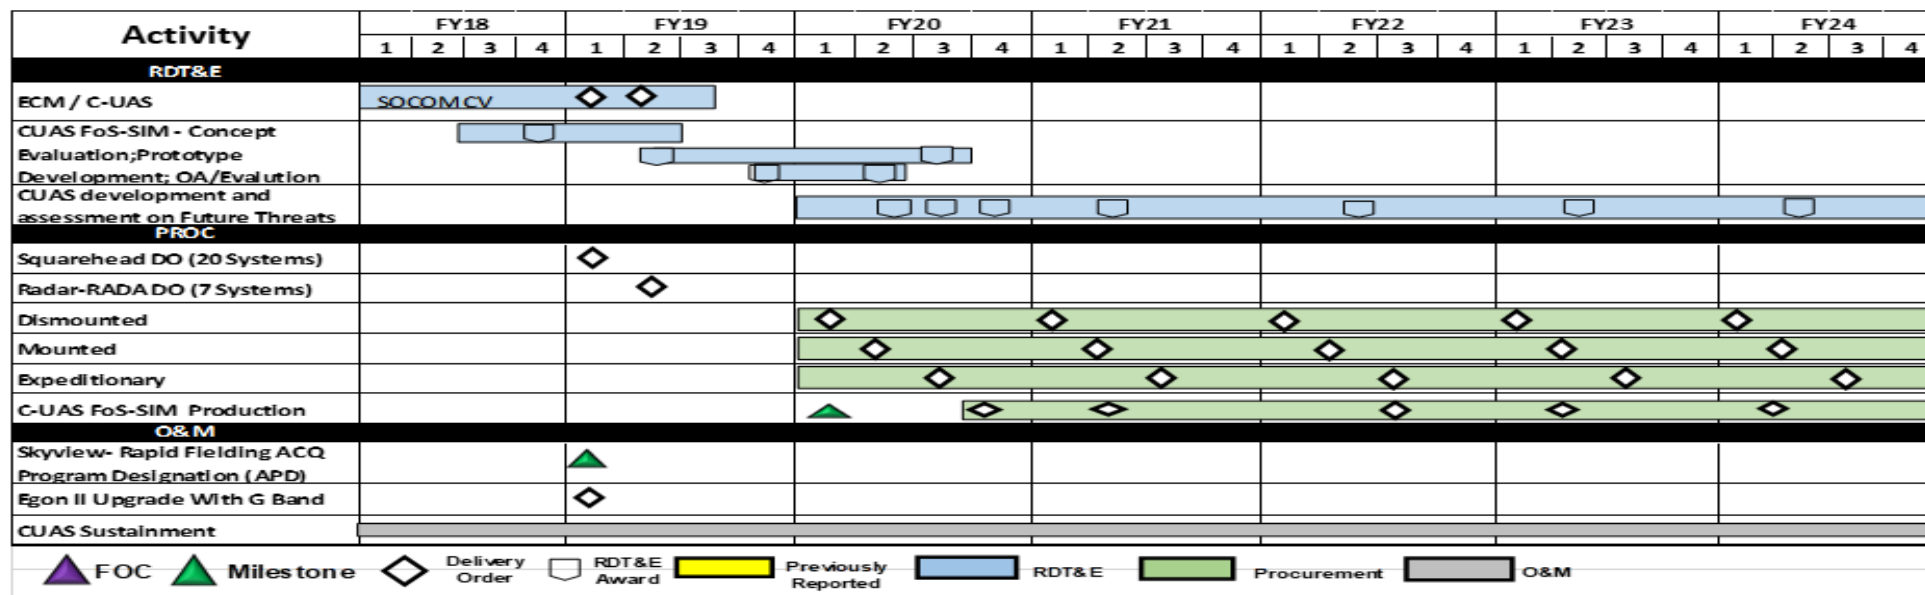 Activity FY18 FY19 FY20 FY21 FY22 FY23 FY24
1 2 3 4 1 2 3 4 1 2 3 4 1 2 3 4 1 2 3 4 1 2 3 4 1 2 3 4
RDT&E
ECM / C-UAS SOCOM CV
CUAS FoS-SIM - Concept
Evaluation;Prototype
Development; OA/Evalution
CUAS development and
assessment on Future Threats
PROC
Squarehead DO (20 Systems)
Radar-RADA DO (7 Systems)
Dismounted
Mounted
Expeditionary
C-UAS FoS-SIM Production
O&M
Skyview- Rapid Fielding ACQ
Program Designation (APD)
Egon II Upgrade With G Band
CUAS Sustainment
FOC Milestone Delivery Order RDT&E Award Previously Reported RDT&E Procurement O&M